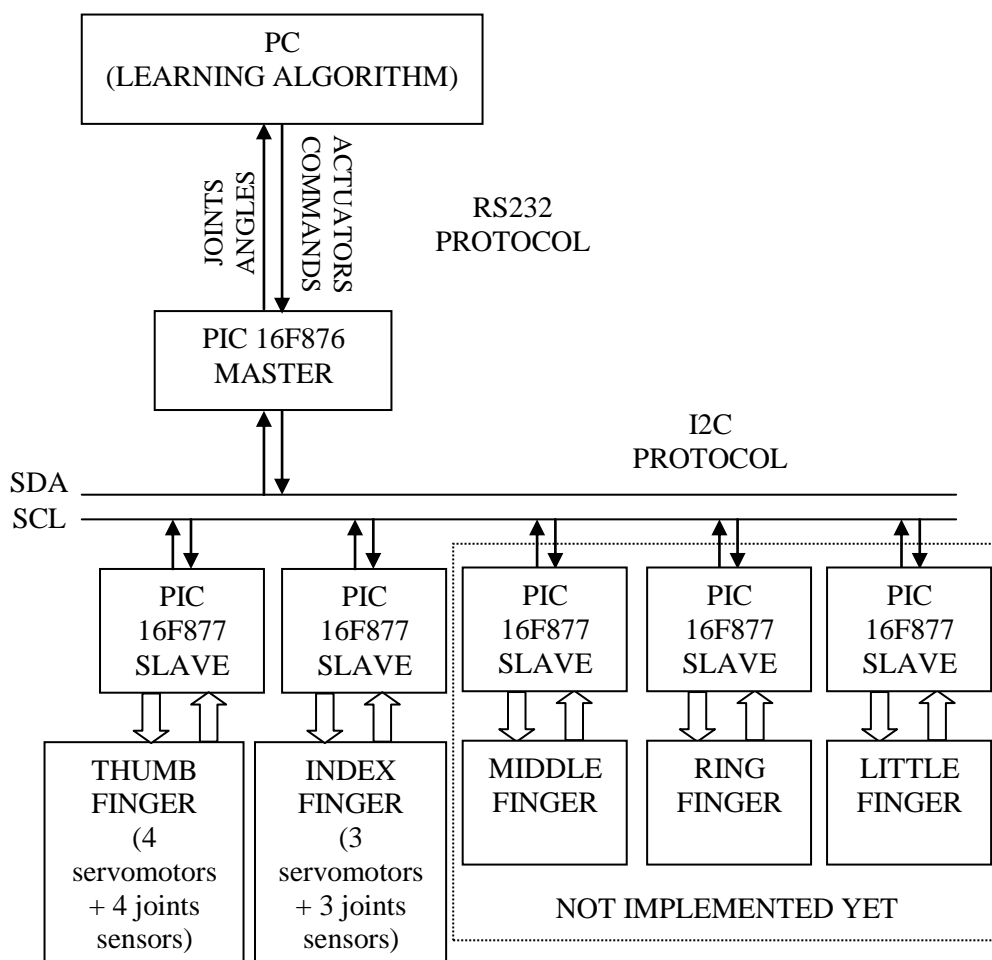 PC
(LEARNING ALGORITHM)
JOINTS
ANGLES
ACTUATORS
COMMANDS
RS232
PROTOCOL
PIC 16F876
MASTER
I2C
PROTOCOL
SDA
SCL
PIC
16F877
SLAVE
PIC
16F877
SLAVE
PIC
16F877
SLAVE
PIC
16F877
SLAVE
PIC
16F877
SLAVE
THUMB
FINGER
(4
servomotors
+ 4 joints
sensors)
INDEX
FINGER
(3
servomotors
+ 3 joints
sensors)
MIDDLE
FINGER
RING
FINGER
LITTLE
FINGER
NOT IMPLEMENTED YET